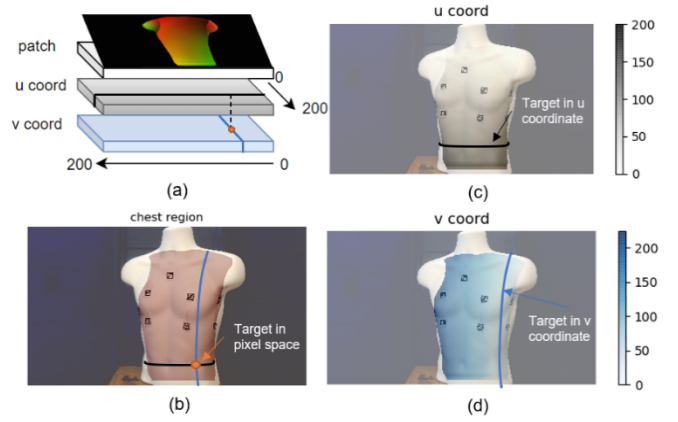 patch
u coord
v coord
0
200
200
0
(a)
u coord
Target in u
coordinate
200
150
100
50
0
(c)
chest region
Target in
pixel space
(b)
v coord
Target in v
coordinate
200
150
100
50
0
(d)